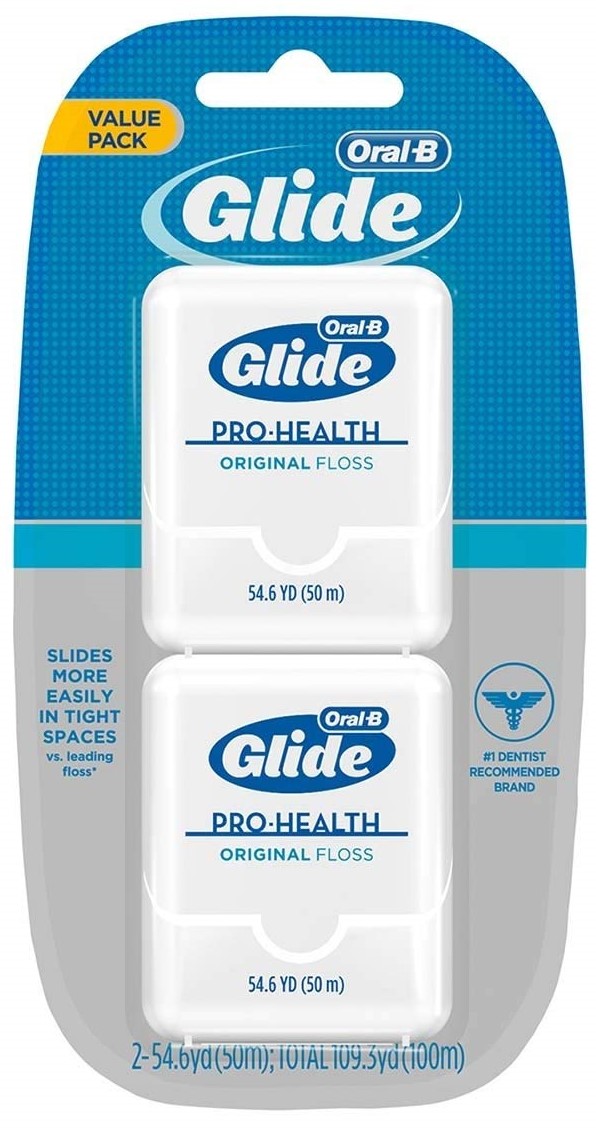 VALUE
PACK
Oral-B
Glide
Oral-B
Glide
PRO-HEALTH
ORIGINAL FLOSS
54.6 YD (50 m)
SLIDES
MORE
EASILY
IN TIGHT
SPACES
vs. leading
floss*
#1 DENTIST
RECOMMENDED
BRAND
Oral-B
Glide
PRO-HEALTH
ORIGINAL FLOSS
54.6 YD (50 m)
2-54.6yd(50m);TOTAL109.3yd(100m)